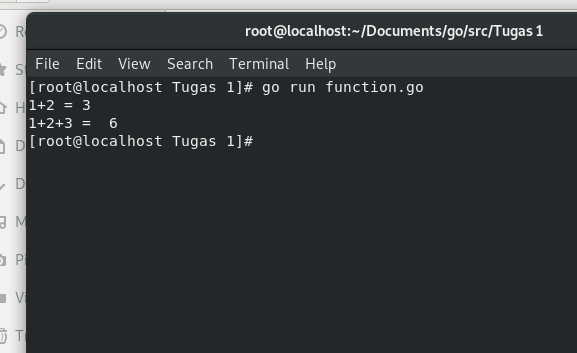 root@localhost:~/Documents/go/src/Tugas 1
File Edit View Search Terminal Help
[root@localhost Tugas 1]# go run function.go
1+2 = 3
1+2+3 =  6
[root@localhost Tugas 1]#